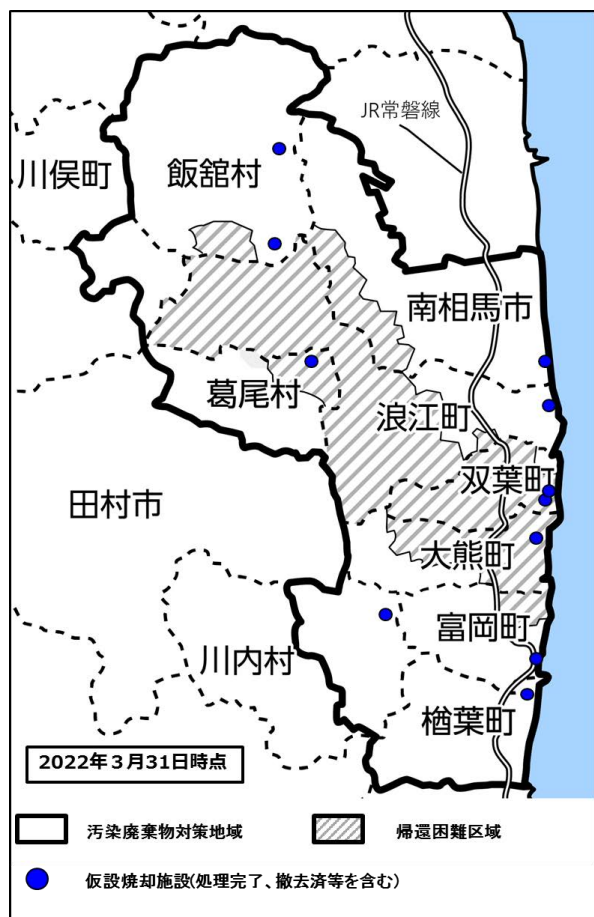 JR常磐線
川俣町
飯舘村
南相馬市
葛尾村
浪江町
双葉町
田村市
大熊町
富岡町
川内村
楢葉町
2022年3月31日時点
汚染廃棄物対策地域
帰還困難区域
仮設焼却施設(処理完了、撤去済等を含む)